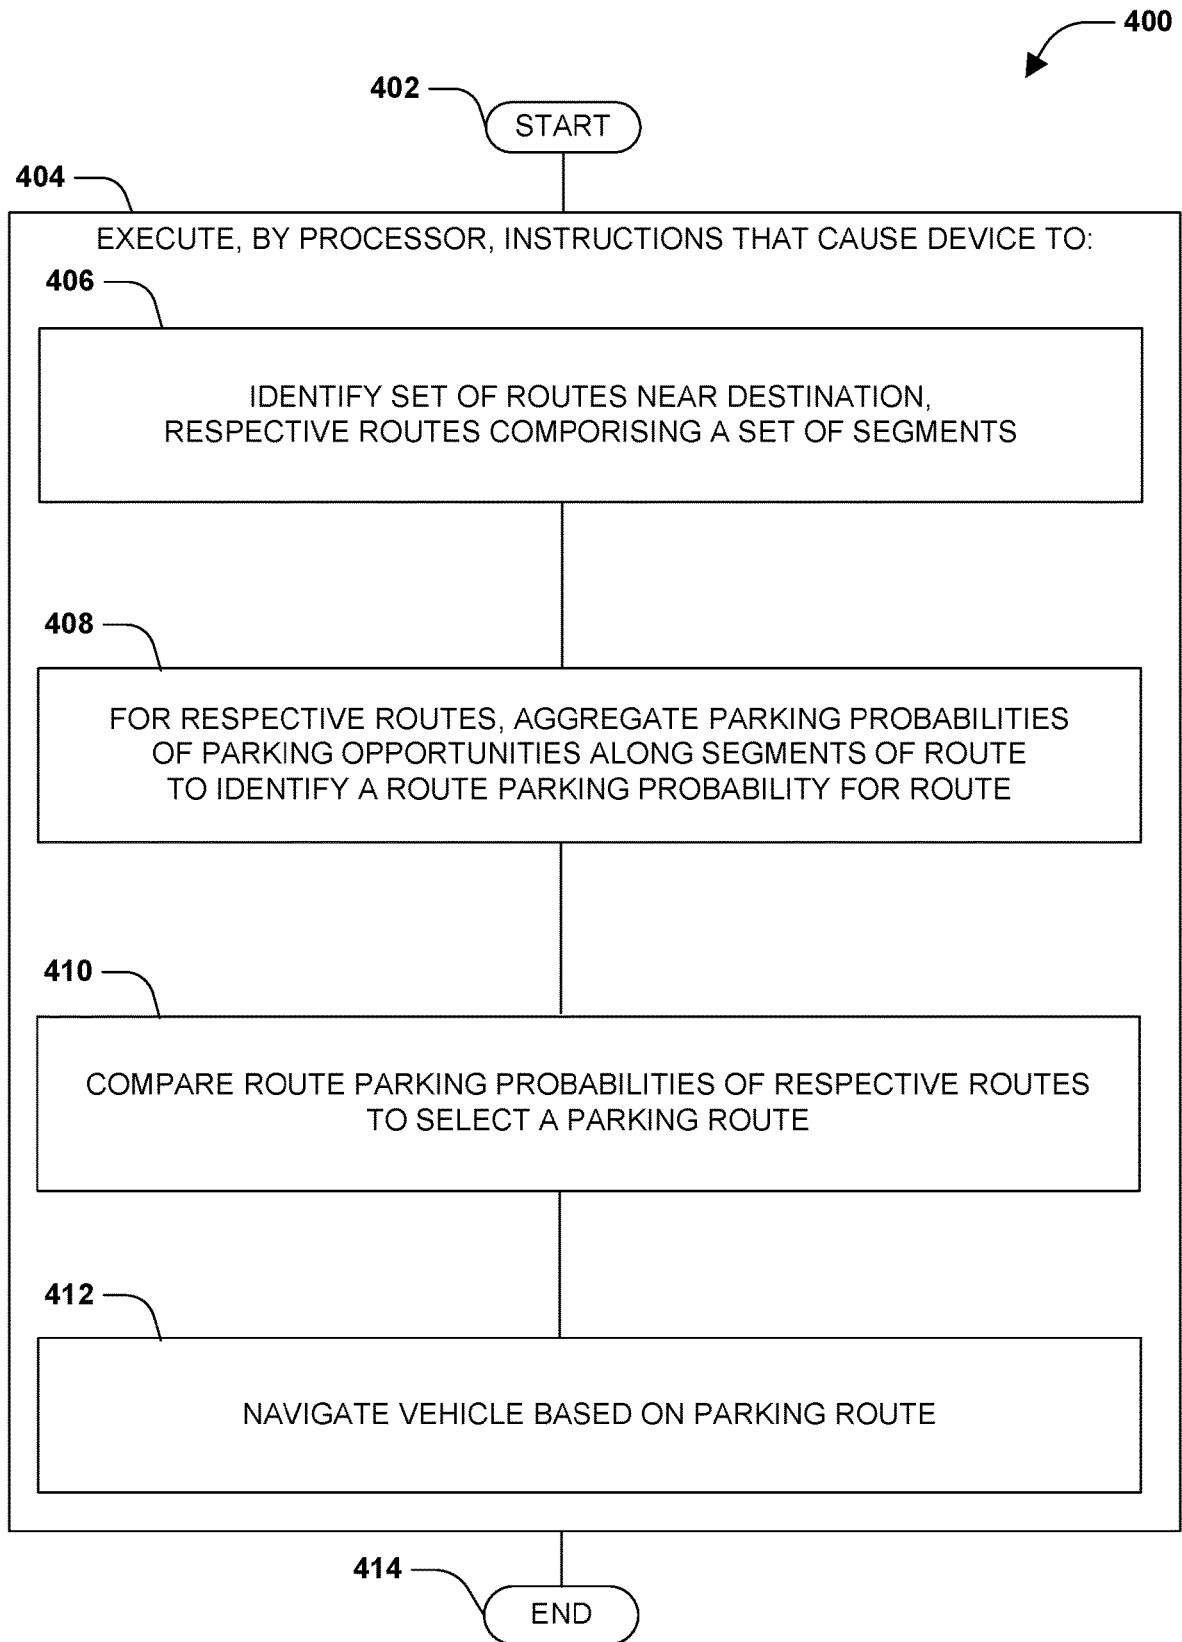 400
402
START
404
EXECUTE, BY PROCESSOR, INSTRUCTIONS THAT CAUSE DEVICE TO:
406
IDENTIFY SET OF ROUTES NEAR DESTINATION,
RESPECTIVE ROUTES COMPORISING A SET OF SEGMENTS
408
FOR RESPECTIVE ROUTES, AGGREGATE PARKING PROBABILITIES
OF PARKING OPPORTUNITIES ALONG SEGMENTS OF ROUTE
TO IDENTIFY A ROUTE PARKING PROBABILITY FOR ROUTE
410
COMPARE ROUTE PARKING PROBABILITIES OF RESPECTIVE ROUTES
TO SELECT A PARKING ROUTE
412
NAVIGATE VEHICLE BASED ON PARKING ROUTE
414
END